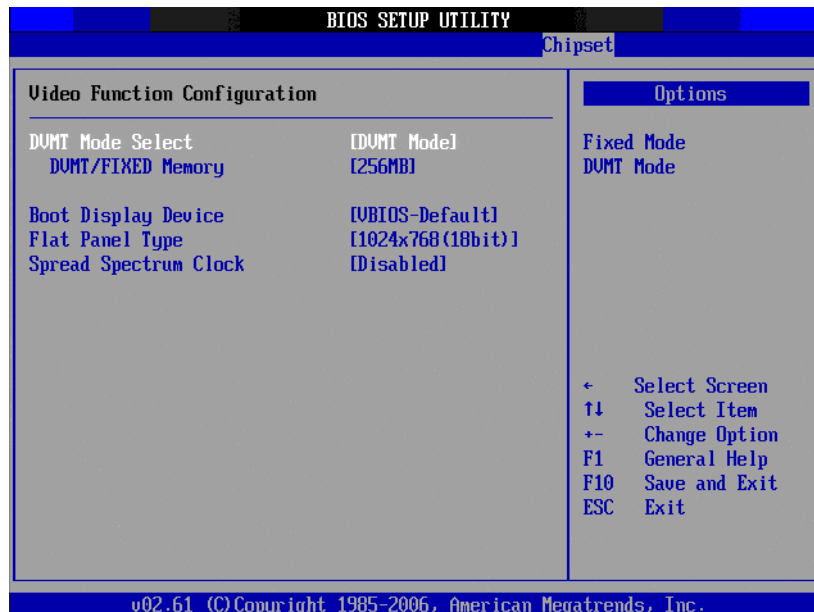 BIOS SETUP UTILITY
Chipset
Video Function Configuration
DVMT Mode Select [DVMT Mode]
DVMT/FIXED Memory [256MB]
Boot Display Device [VBIOS-Default]
Flat Panel Type [1024x768(18bit)]
Spread Spectrum Clock [Disabled]
Options
Fixed Mode
DVMT Mode
← Select Screen
↑↓ Select Item
+- Change Option
F1 General Help
F10 Save and Exit
ESC Exit
v02.61 (C)Copyright 1985-2006, American Megatrends, Inc.